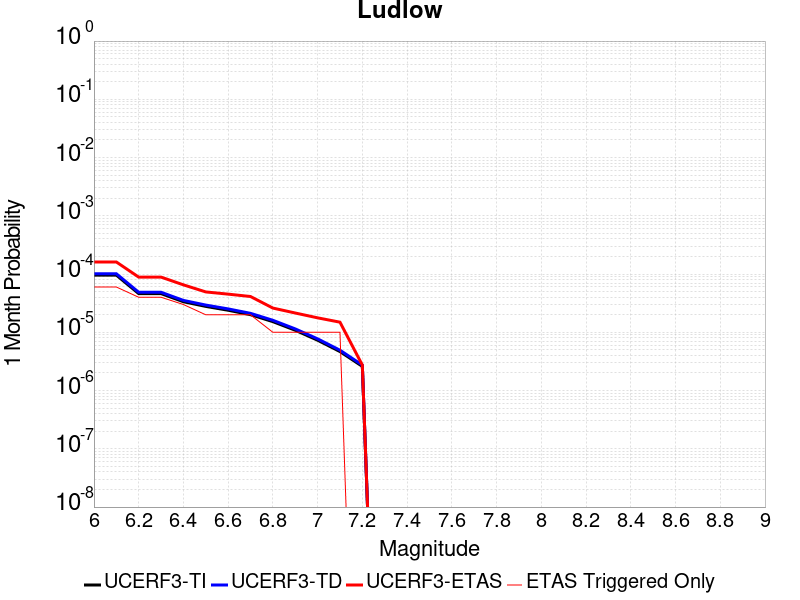 Ludlow
10^0
10^-1
10^-2
10^-3
10^-4
10^-5
10^-6
10^-7
10^-8
1 Month Probability
6 6.2 6.4 6.6 6.8 7 7.2 7.4 7.6 7.8 8 8.2 8.4 8.6 8.8 9
Magnitude
UCERF3-TI UCERF3-TD UCERF3-ETAS ETAS Triggered Only